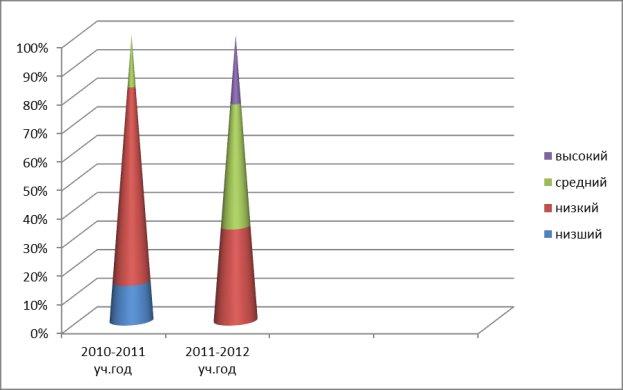 100%
90%
80%
70%
60%
50%
40%
30%
20%
10%
0%
2010-2011
уч.год
2011-2012
уч.год
высокий
средний
низкий
низший